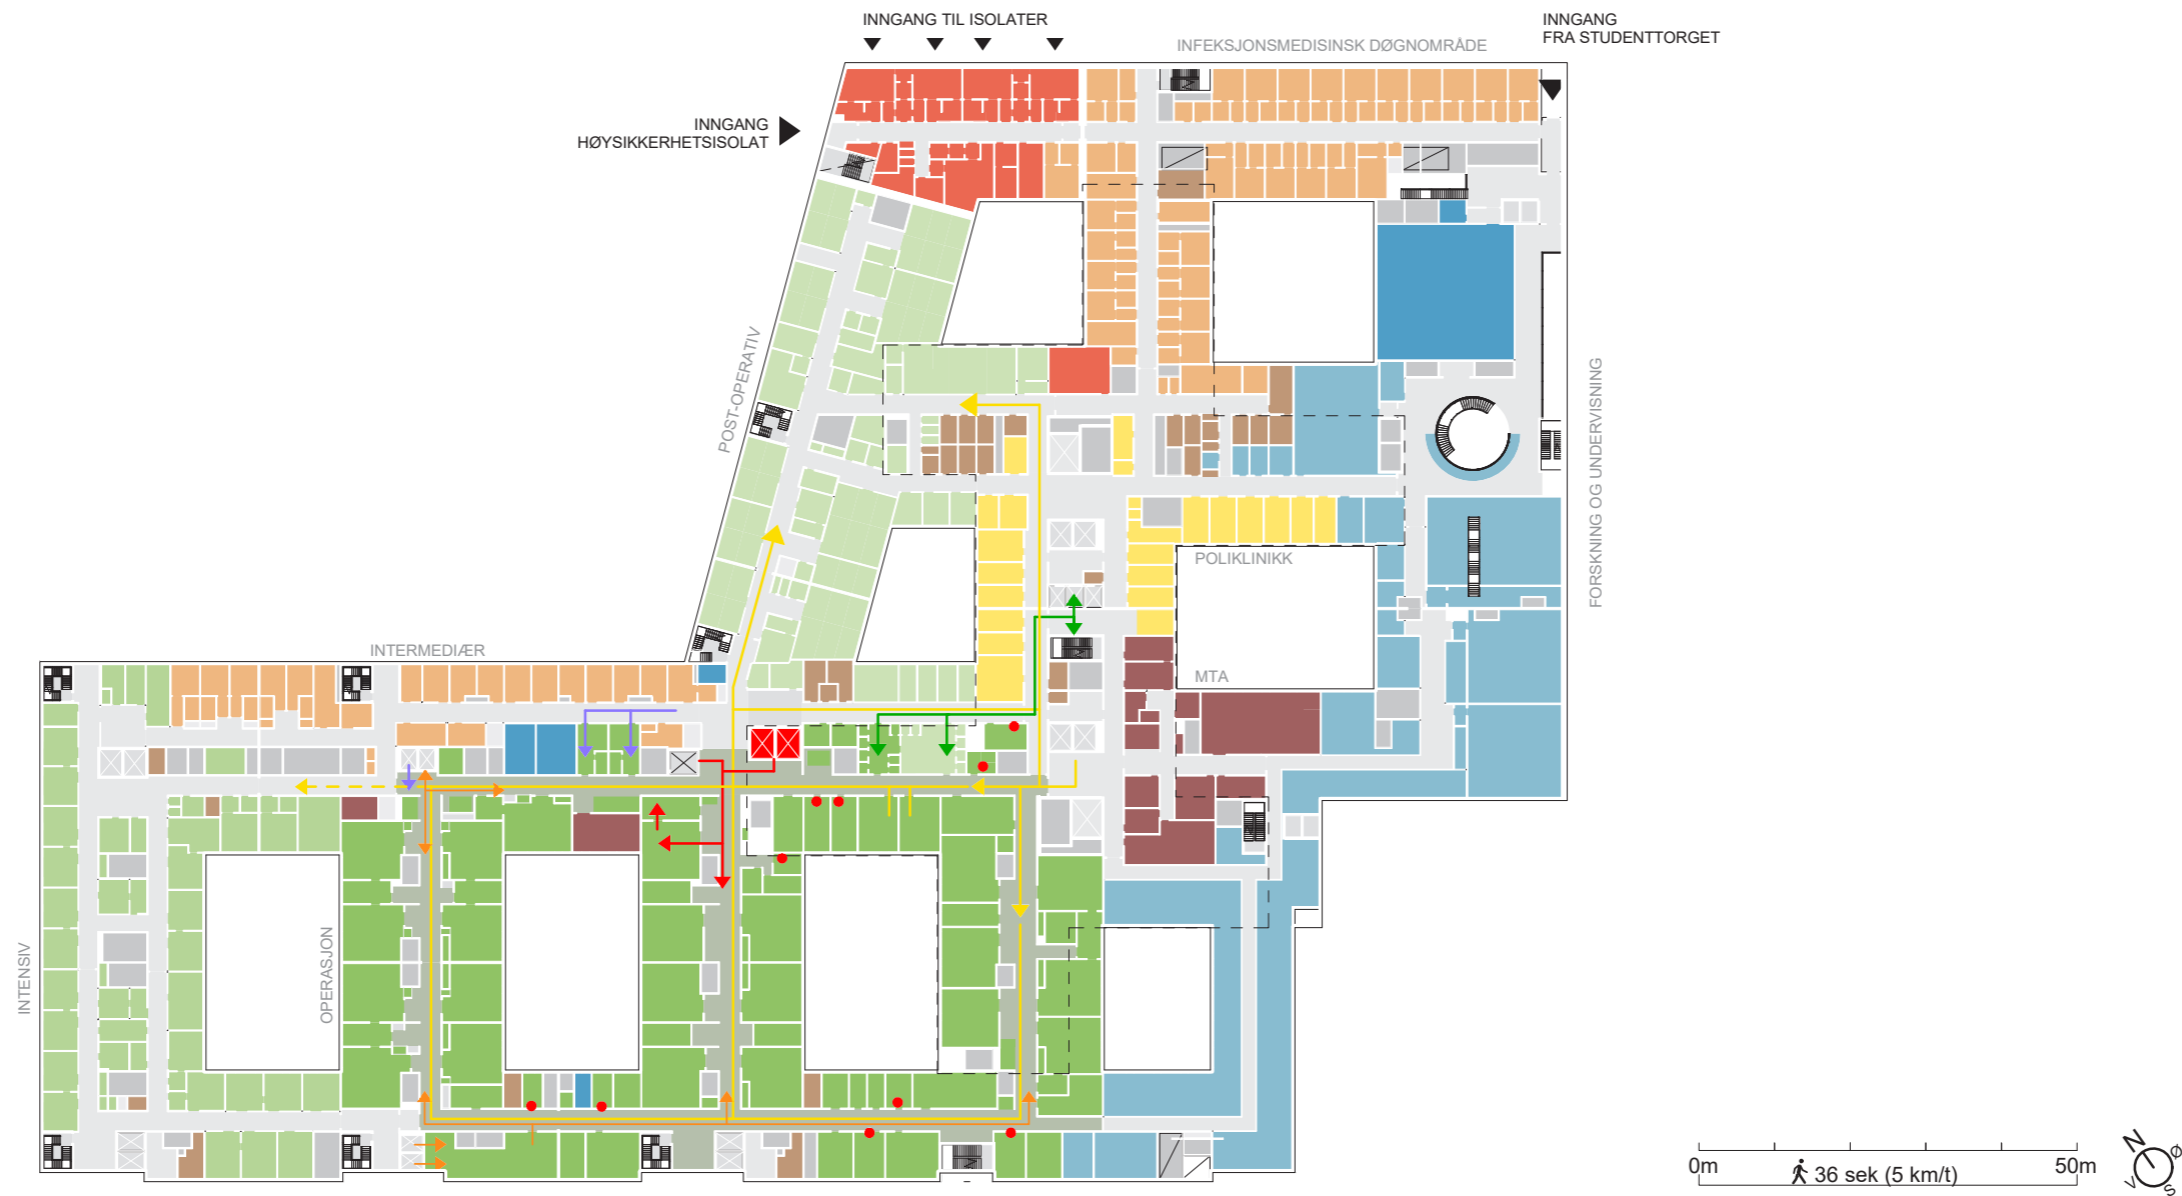 INNGANG TIL ISOLATER
INNGANG
FRA STUDENTTORGET
INFEKSJONSMEDISINSK DØGNOMRÅDE
INNGANG
HØYSIKKERHETSISOLAT
POST-OPERATIV
FORSKNING OG UNDERVISNING
POLIKLINIKK
INTERMEDIÆR
MTA
INTENSIV
OPERASJON
0m
36 sek (5 km/t)
50m
N
Ø
V
S